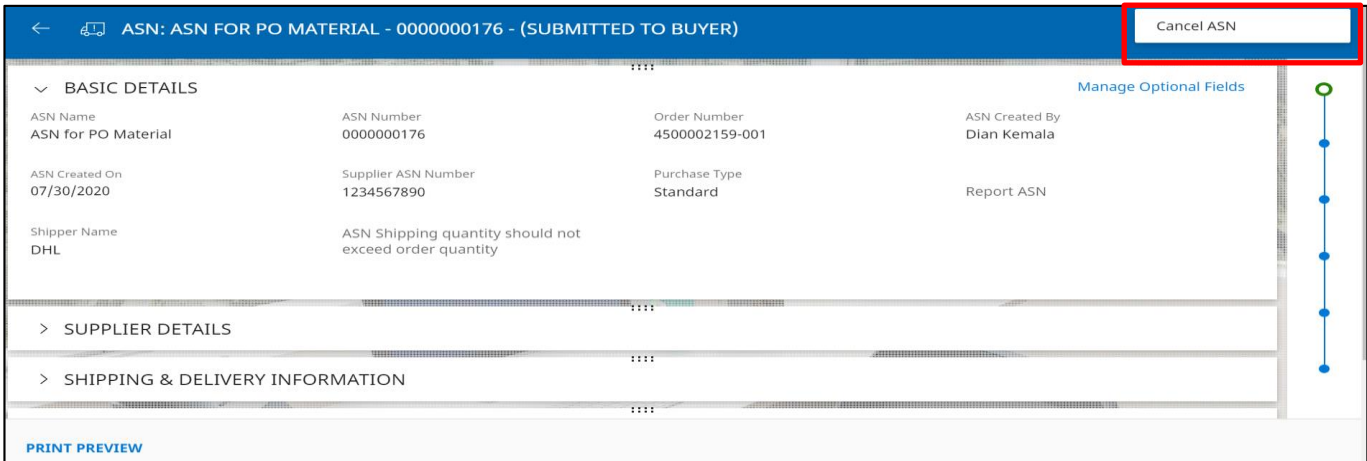 ASN: ASN FOR PO MATERIAL - 0000000176 - (SUBMITTED TO BUYER)
Cancel ASN
BASIC DETAILS
Manage Optional Fields
ASN Name
ASN Number
Order Number
ASN Created By
ASN for PO Material
0000000176
4500002159-001
Dian Kemala
ASN Created On
Supplier ASN Number
Purchase Type
07/30/2020
1234567890
Standard
Report ASN
Shipper Name
ASN Shipping quantity should not
exceed order quantity
DHL
SUPPLIER DETAILS
SHIPPING & DELIVERY INFORMATION
PRINT PREVIEW